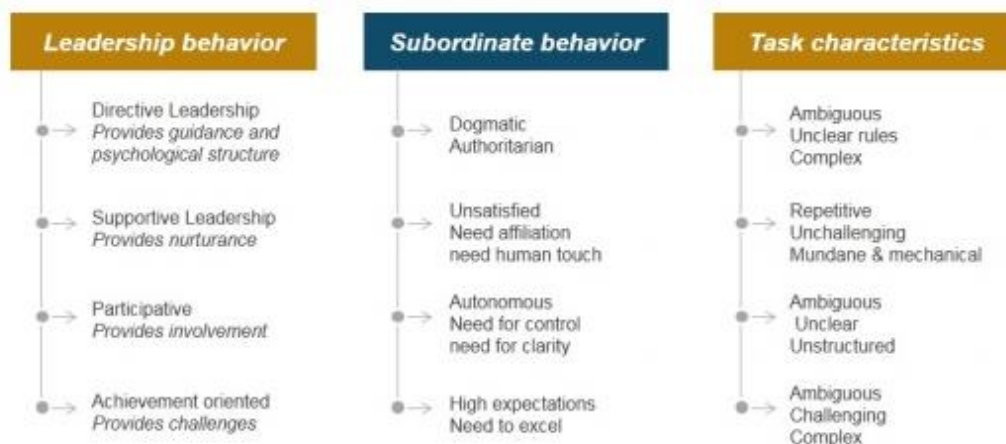 Leadership behavior
Directive Leadership
Provides guidance and
psychological structure
Supportive Leadership
Provides nurturance
Participative
Provides involvement
Achievement oriented
Provides challenges
Subordinate behavior
Dogmatic
Authoritarian
Unsatisfied
Need affiliation
need human touch
Autonomous
Need for control
need for clarity
High expectations
Need to excel
Task characteristics
Ambiguous
Unclear rules
Complex
Repetitive
Unchallenging
Mundane & mechanical
Ambiguous
Unclear
Unstructured
Ambiguous
Challenging
Complex